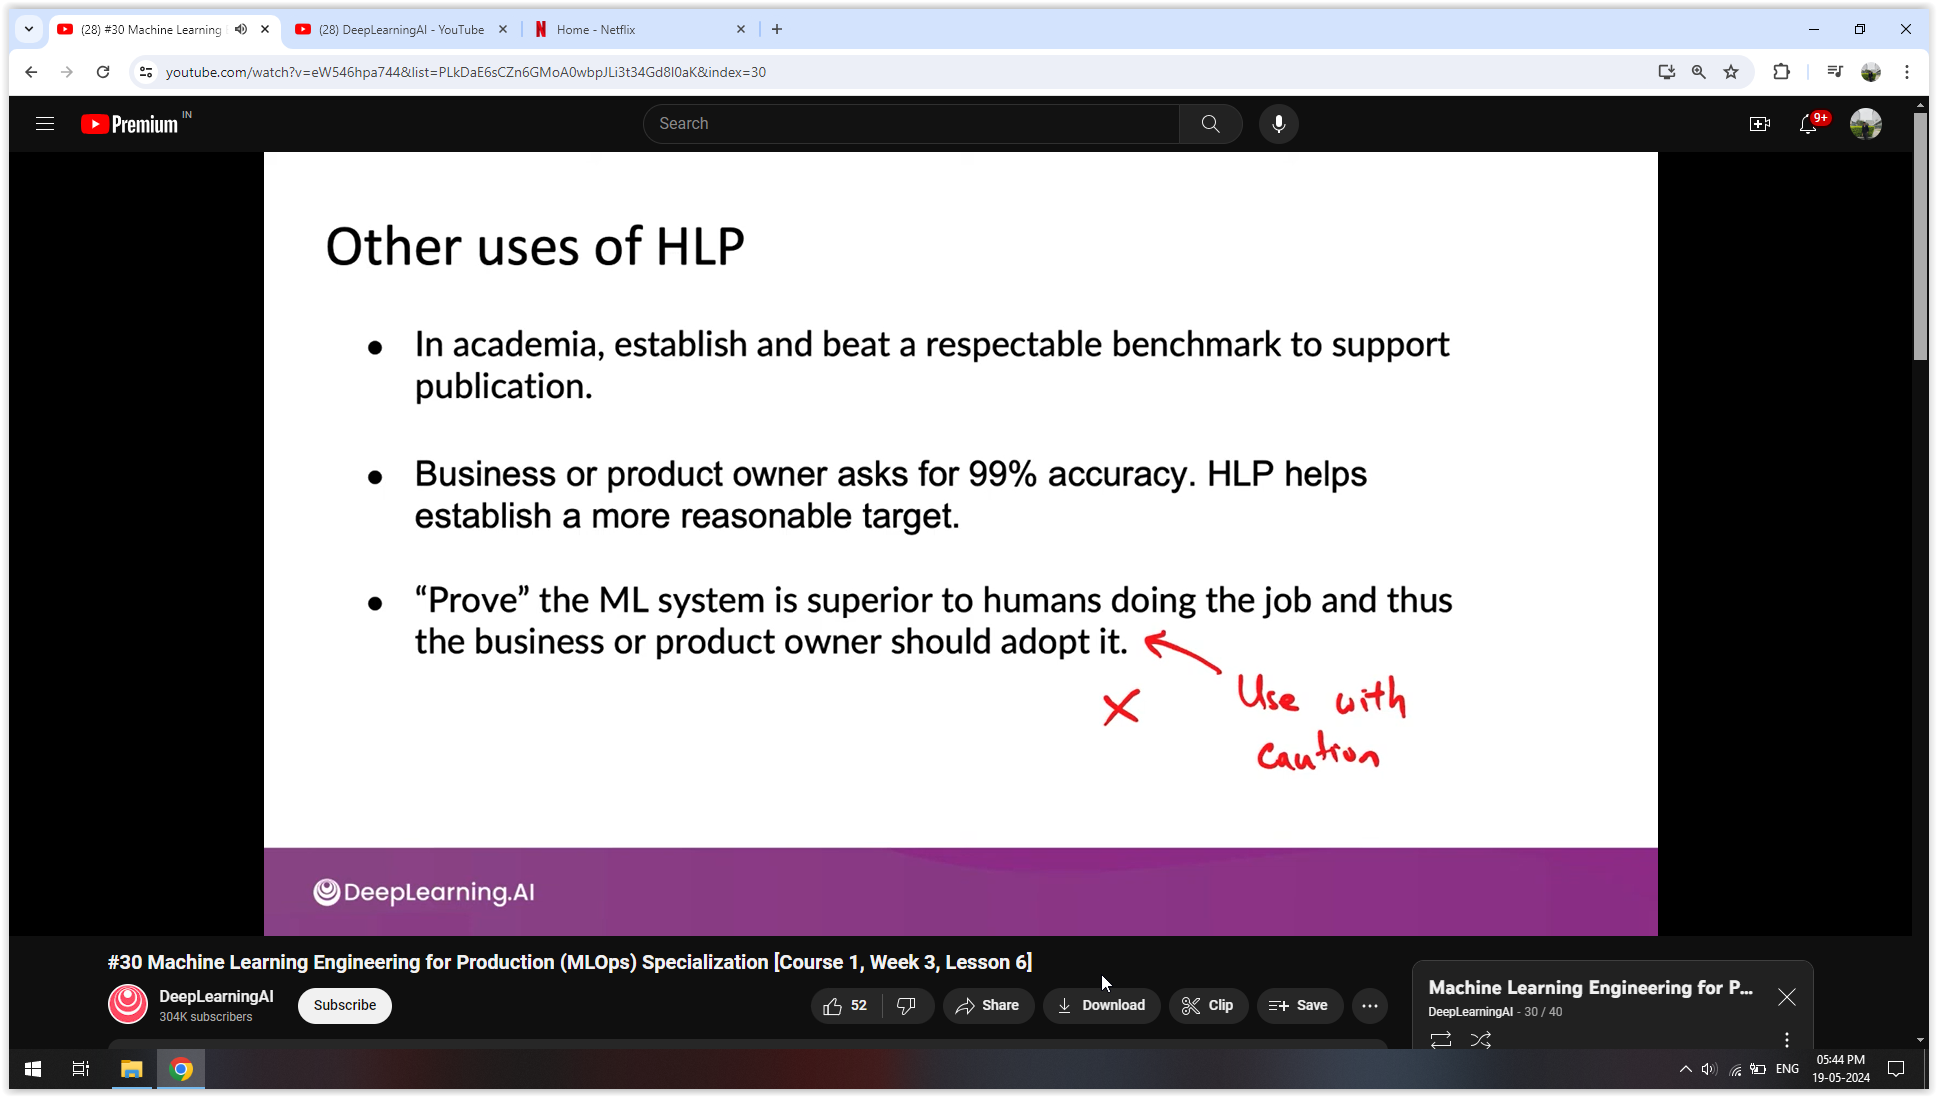 (28) #30 Machine Learning
(28) DeepLearningAI - YouTube
Home - Netflix
youtube.com/watch?v=eW546hpa744&list=PLkDaE6sCZn6GMoA0wbpJLi3t34Gd8l0aK&index=30
Premium IN
Search
9+
Other uses of HLP
● In academia, establish and beat a respectable benchmark to support
publication.
● Business or product owner asks for 99% accuracy. HLP helps
establish a more reasonable target.
● “Prove” the ML system is superior to humans doing the job and thus
the business or product owner should adopt it.
X
Use with
caution
DeepLearning.AI
#30 Machine Learning Engineering for Production (MLOps) Specialization [Course 1, Week 3, Lesson 6]
DeepLearningAI
304K subscribers
Subscribe
52
Share
Download
Clip
Save
Machine Learning Engineering for P...
DeepLearningAI - 30 / 40
ENG
05:44 PM
19-05-2024